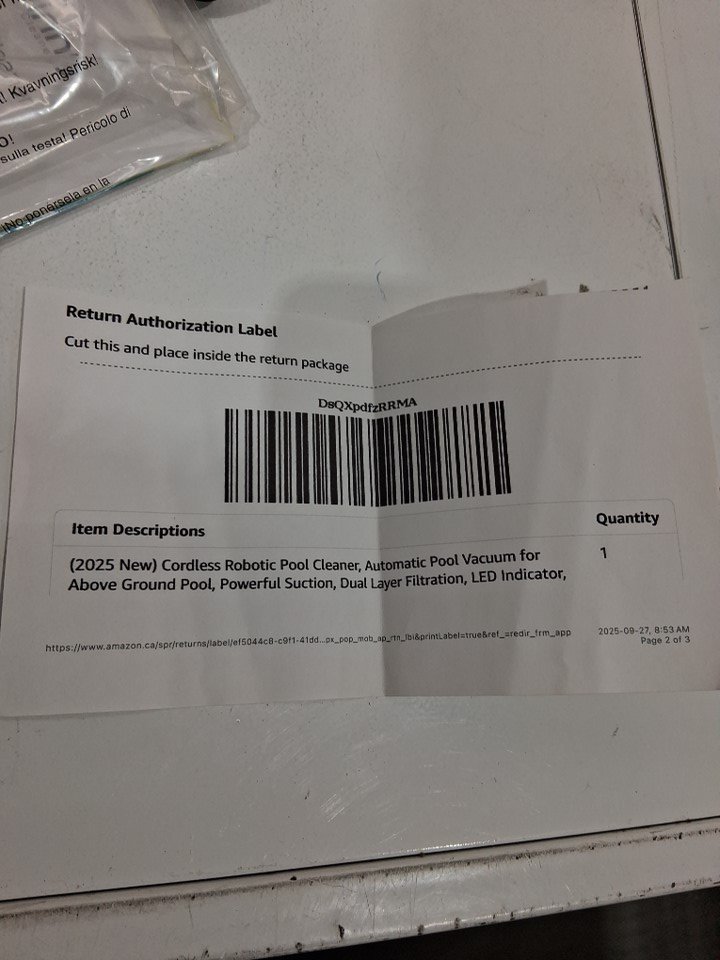 Kvavningsrisk!
sulla testa! Pericolo di
¡No ponérsela en la
Return Authorization Label
Cut this and place inside the return package
DsQXpdfzRRMA
Item Descriptions
Quantity
(2025 New) Cordless Robotic Pool Cleaner, Automatic Pool Vacuum for
1
Above Ground Pool, Powerful Suction, Dual Layer Filtration, LED Indicator,
https://www.amazon.ca/spr/returns/label/ef5044c8-c9f1-41dd...px_pop_mob_ap_rtn_lbi&printLabel=true&ref_=redir_frm_app
2025-09-27, 8:53 AM
Page 2 of 3